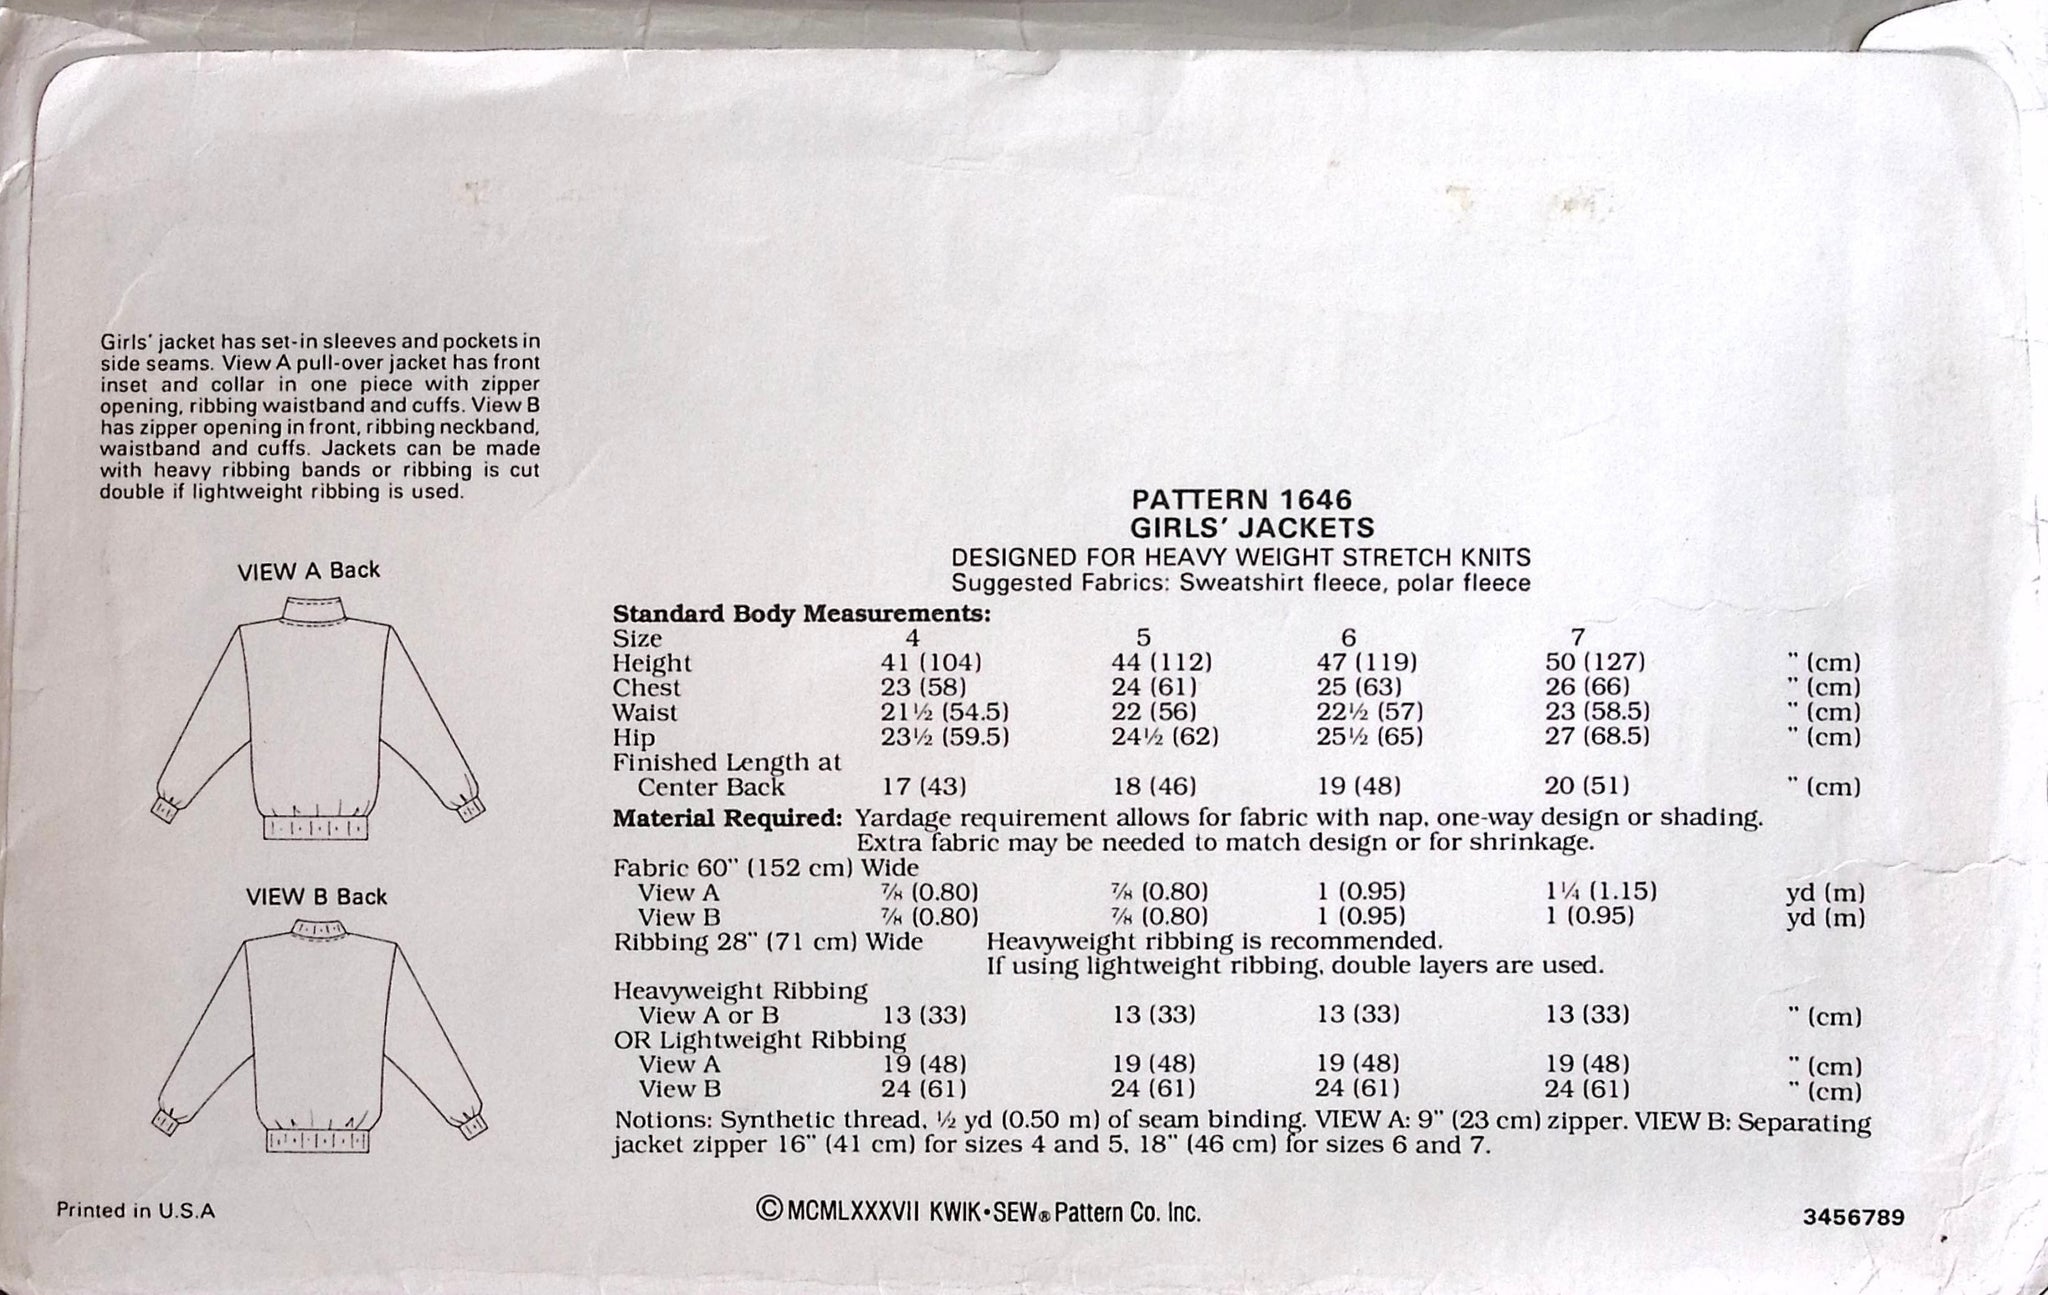 Girls' jacket has set-in sleeves and pockets in
side seams. View A pull-over jacket has front
inset and collar in one piece with zipper
opening, ribbing waistband and cuffs. View B
has zipper opening in front, ribbing neckband,
waistband and cuffs. Jackets can be made
with heavy ribbing bands or ribbing is cut
double if lightweight ribbing is used.
VIEW A Back
VIEW B Back
PATTERN 1646
GIRLS' JACKETS
DESIGNED FOR HEAVY WEIGHT STRETCH KNITS
Suggested Fabrics: Sweatshirt fleece, polar fleece
Standard Body Measurements:
Size 4 5 6 7
Height 41 (104) 44 (112) 47 (119) 50 (127) " (cm)
Chest 23 (58) 24 (61) 25 (63) 26 (66) " (cm)
Waist 21½ (54.5) 22 (56) 22½ (57) 23 (58.5) " (cm)
Hip 23½ (59.5) 24½ (62) 25½ (65) 27 (68.5) " (cm)
Finished Length at
Center Back 17 (43) 18 (46) 19 (48) 20 (51) " (cm)
Material Required: Yardage requirement allows for fabric with nap, one-way design or shading.
Extra fabric may be needed to match design or for shrinkage.
Fabric 60" (152 cm) Wide
View A ⅞ (0.80) ⅞ (0.80) 1 (0.95) 1¼ (1.15) yd (m)
View B ⅞ (0.80) ⅞ (0.80) 1 (0.95) 1 (0.95) yd (m)
Ribbing 28" (71 cm) Wide Heavyweight ribbing is recommended.
If using lightweight ribbing, double layers are used.
Heavyweight Ribbing
View A or B 13 (33) 13 (33) 13 (33) 13 (33) " (cm)
OR Lightweight Ribbing
View A 19 (48) 19 (48) 19 (48) 19 (48) " (cm)
View B 24 (61) 24 (61) 24 (61) 24 (61) " (cm)
Notions: Synthetic thread, ½ yd (0.50 m) of seam binding. VIEW A: 9" (23 cm) zipper. VIEW B: Separating
jacket zipper 16" (41 cm) for sizes 4 and 5, 18" (46 cm) for sizes 6 and 7.
Printed in U.S.A
©MCMLXXXVII KWIK•SEW® Pattern Co. Inc.
3456789